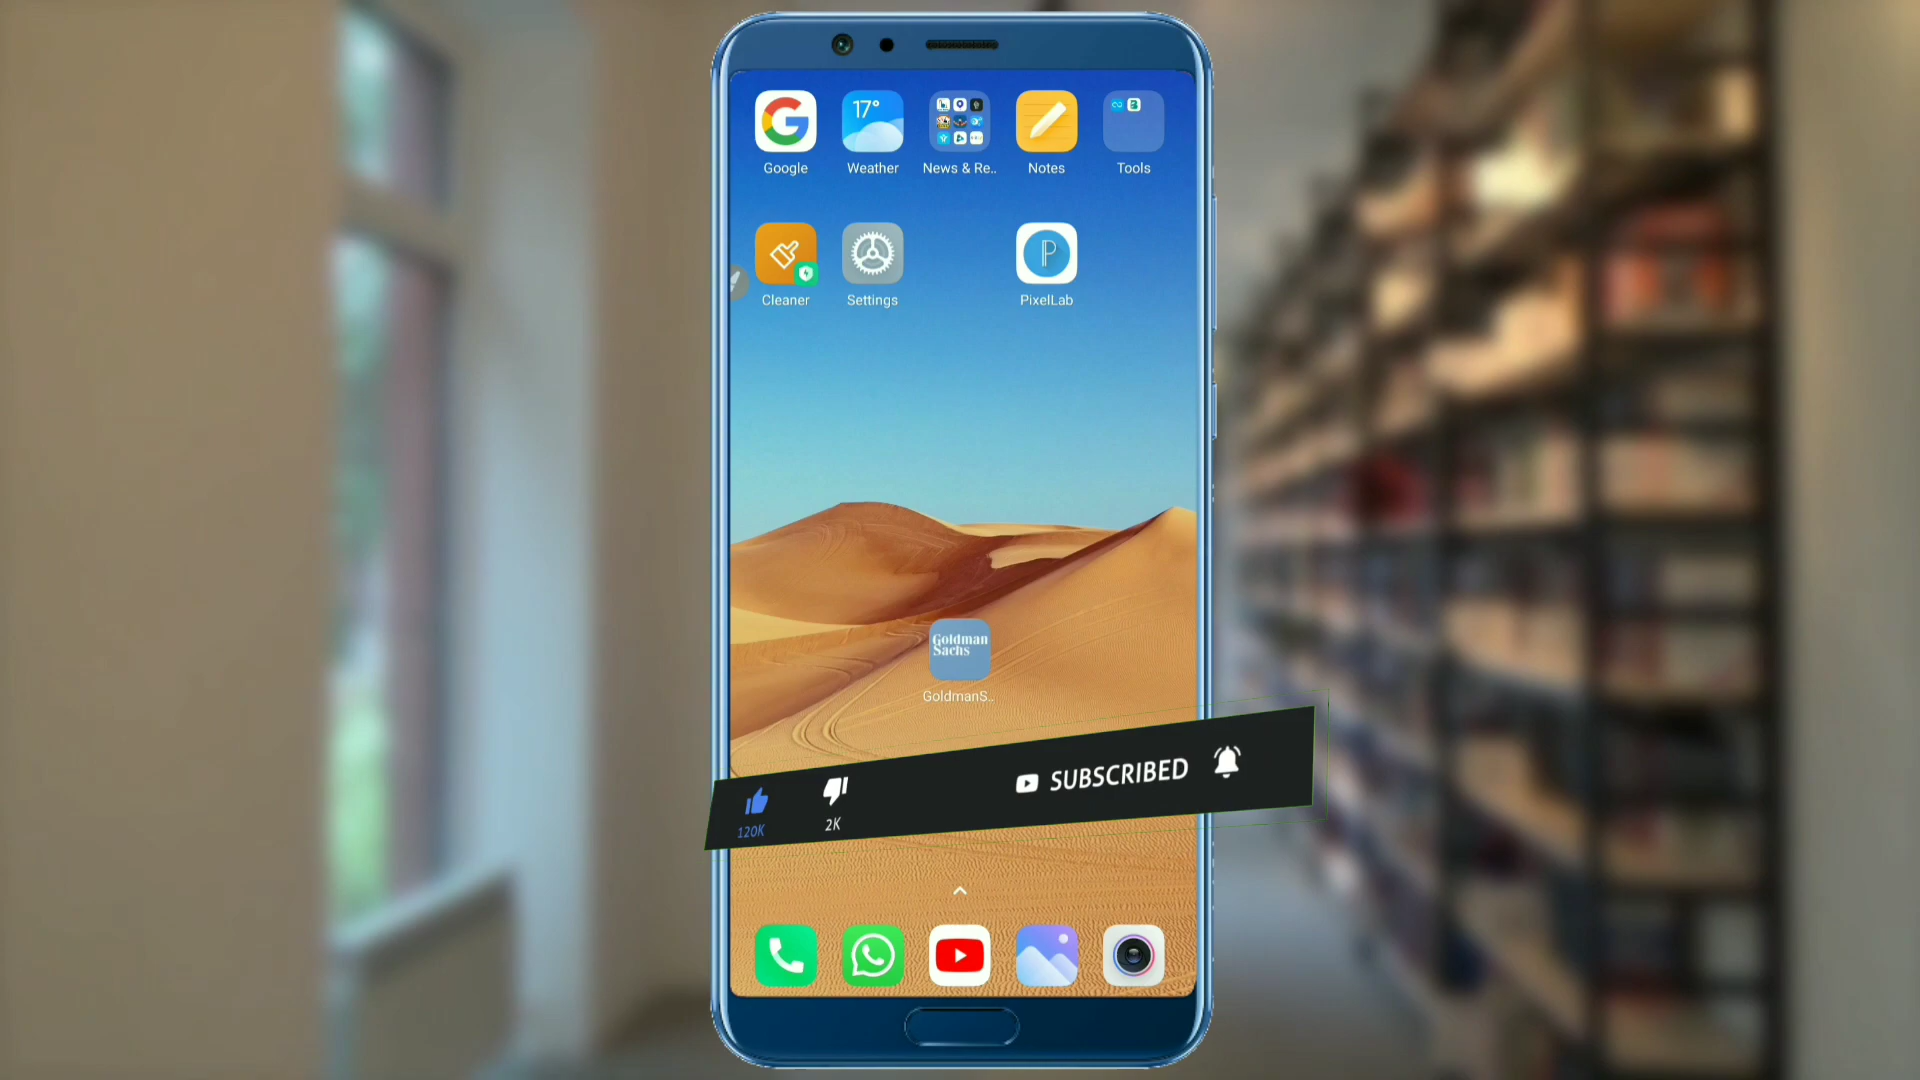 17°
Google
Weather
News & Re..
Notes
Tools
Cleaner
Settings
PixelLab
Goldman
Sachs
GoldmanS..
SUBSCRIBED
120K
2K